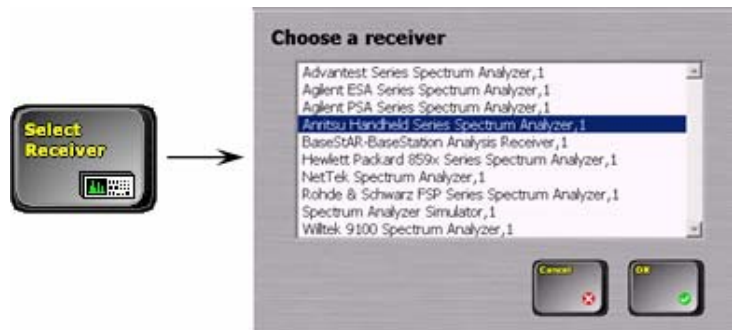 Select
Receiver
Choose a receiver
Advantest Series Spectrum Analyzer,1
Agilent ESA Series Spectrum Analyzer,1
Agilent PSA Series Spectrum Analyzer,1
Anritsu Handheld Series Spectrum Analyzer,1
BaseStAR-BaseStation Analysis Receiver,1
Hewlett Packard 859x Series Spectrum Analyzer,1
NetTek Spectrum Analyzer,1
Rohde & Schwarz FSP Series Spectrum Analyzer,1
Spectrum Analyzer Simulator,1
Willtek 9100 Spectrum Analyzer,1
Cancel
OK